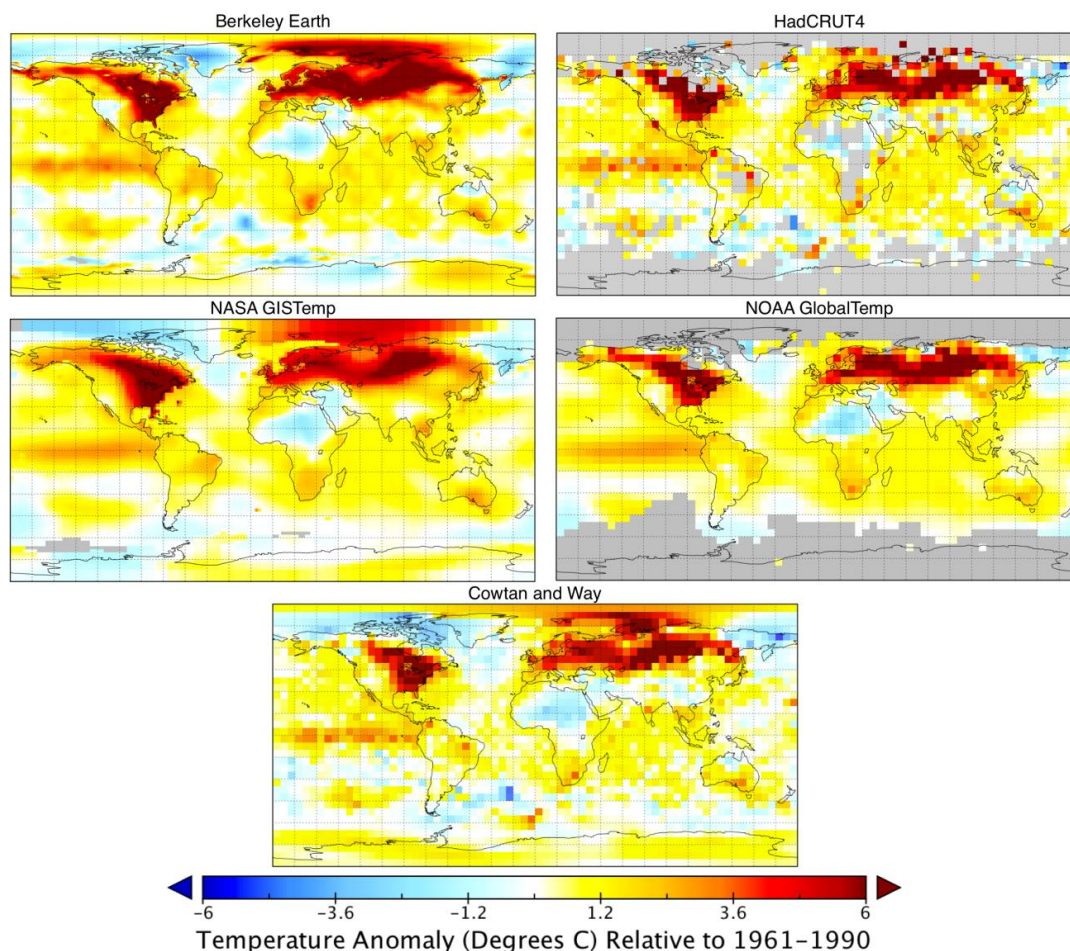 Berkeley Earth
HadCRUT4
NASA GISTemp
NOAA GlobalTemp
Cowtan and Way
-6 -3.6 -1.2 1.2 3.6 6
Temperature Anomaly (Degrees C) Relative to 1961-1990